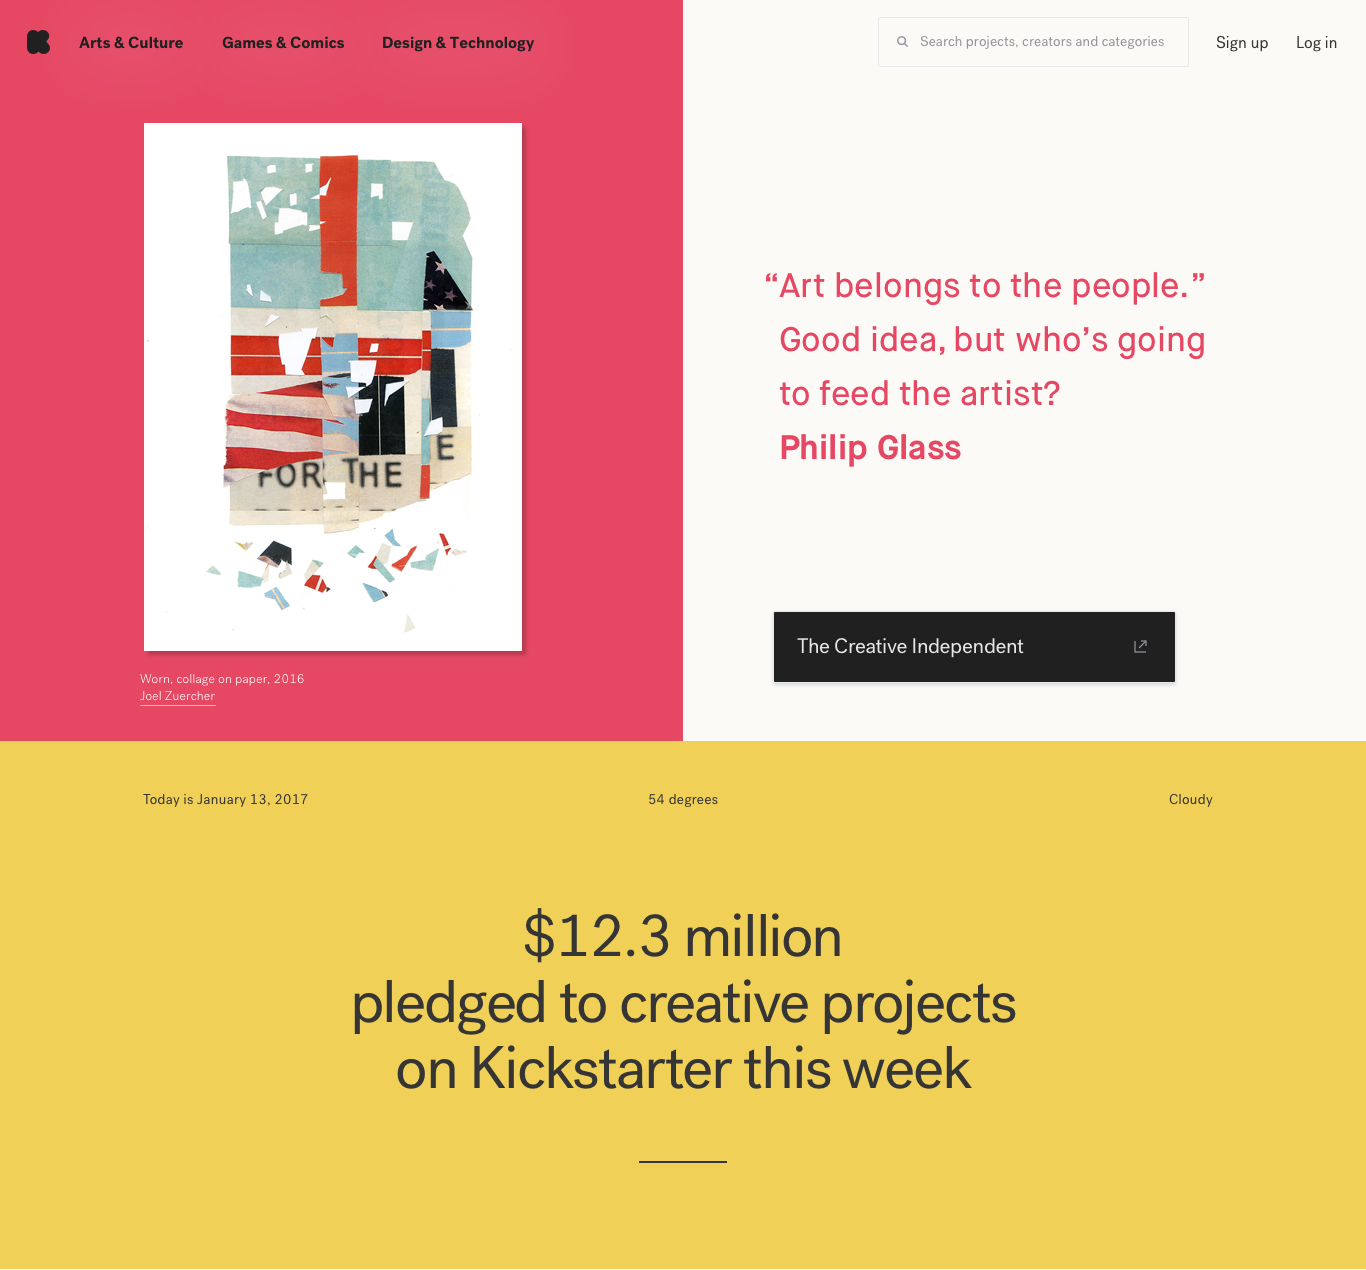 Arts & Culture
Games & Comics
Design & Technology
Search projects, creators and categories
Sign up
Log in
E
FOR THE
Worn, collage on paper, 2016
Joel Zuercher
“Art belongs to the people.”
Good idea, but who’s going
to feed the artist?
Philip Glass
The Creative Independent
Today is January 13, 2017
54 degrees
Cloudy
$12.3 million
pledged to creative projects
on Kickstarter this week